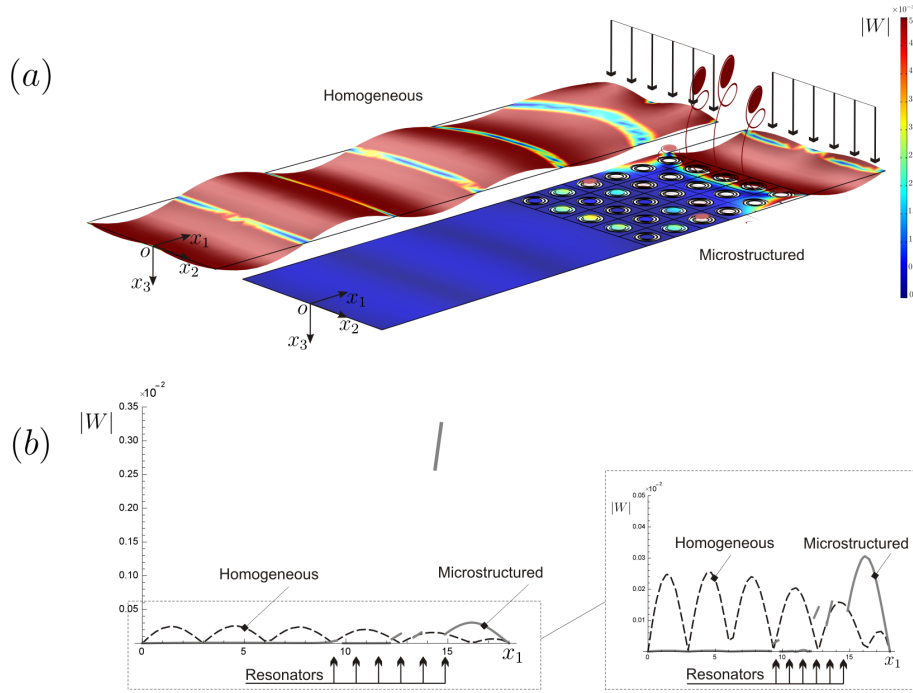 ×10⁻³
|W|
5
4
3
2
1
0
(a)
Homogeneous
Microstructured
O
x₁
x₂
x₃
O
x₁
x₂
x₃
(b)
×10⁻²
|W|
0.35
0.30
0.25
0.20
0.15
0.10
0.05
0
5
10
15
x₁
Homogeneous
Microstructured
Resonators
×10⁻²
|W|
0.05
0.04
0.03
0.02
0.01
0
0
5
10
15
x₁
Homogeneous
Microstructured
Resonators